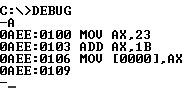 C:\>DEBUG
-A
0AEE:0100 MOV AX,23
0AEE:0103 ADD AX,1B
0AEE:0106 MOV [0000],AX
0AEE:0109
-